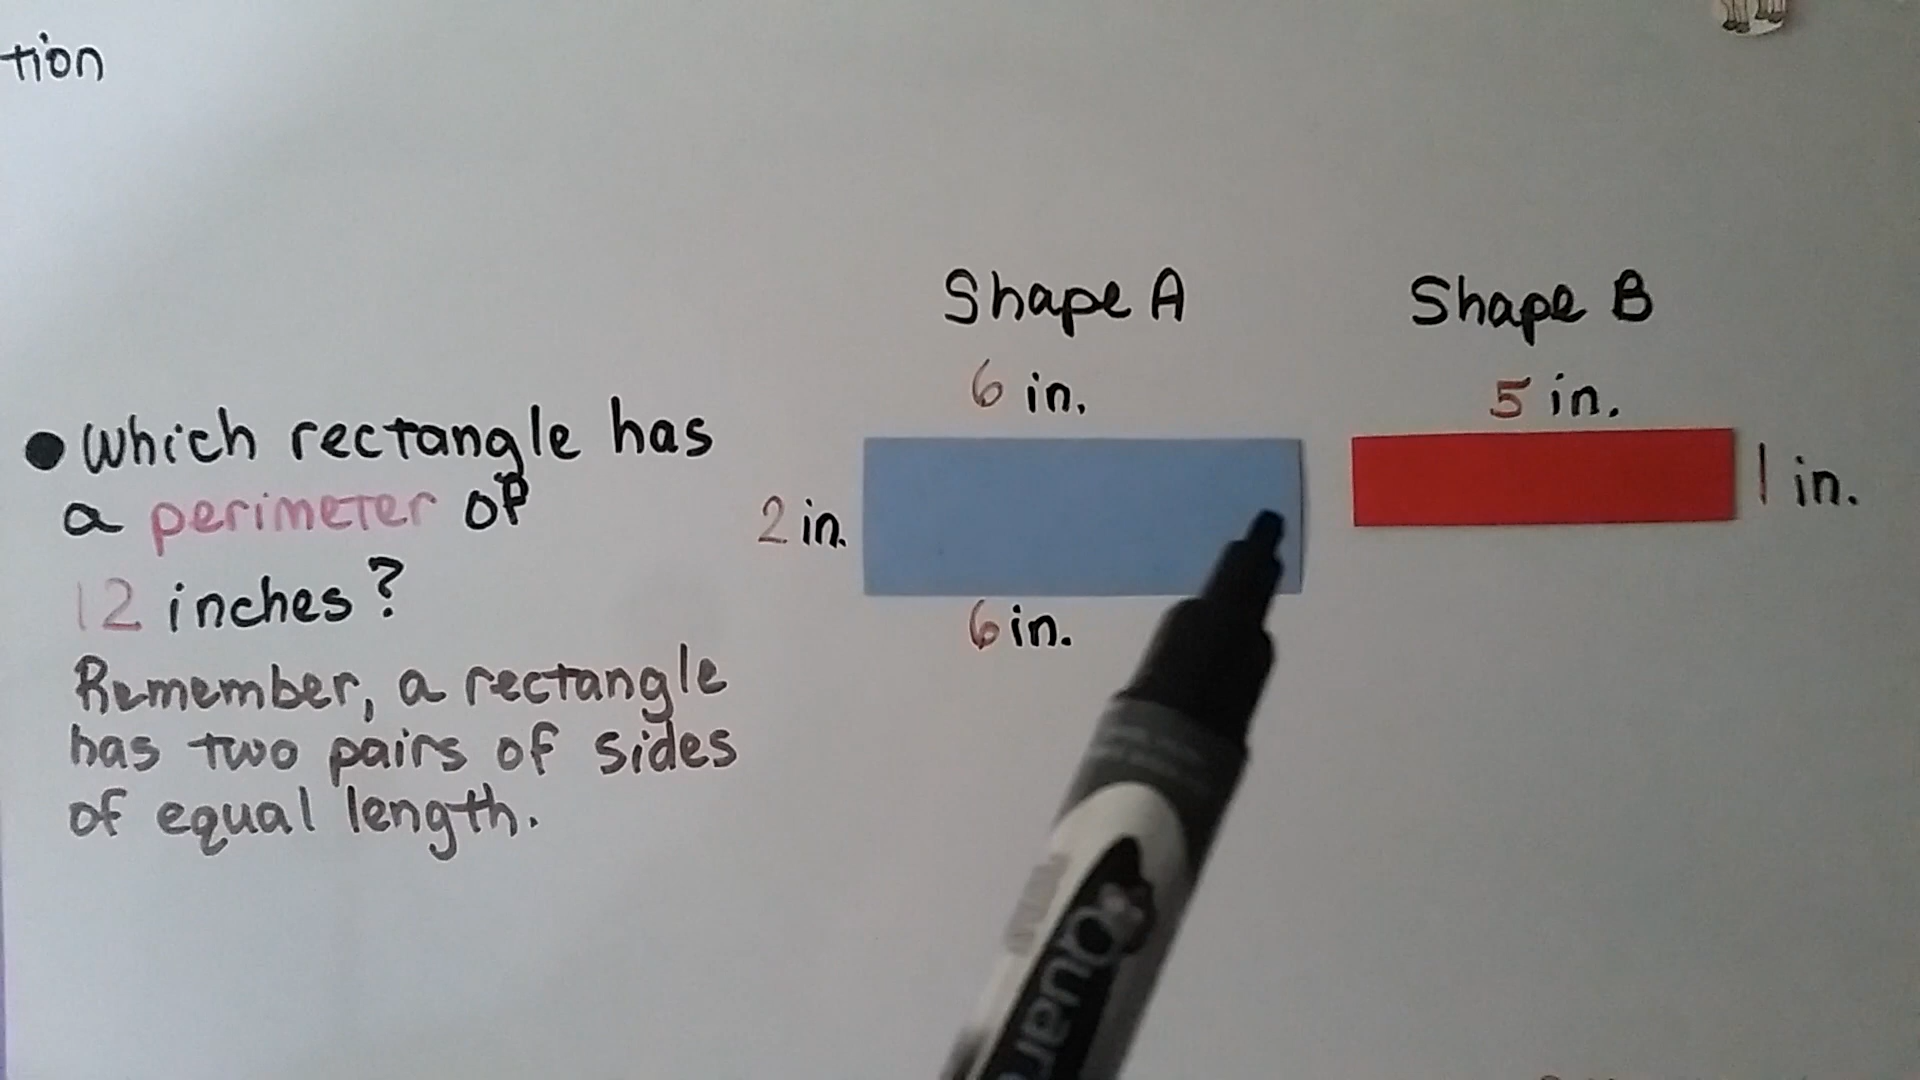 tion
Shape A
Shape B
6 in.
5 in.
● Which rectangle has
a perimeter of
12 inches?
Remember, a rectangle
has two pairs of sides
of equal length.
2 in.
1 in.
6 in.
Quar